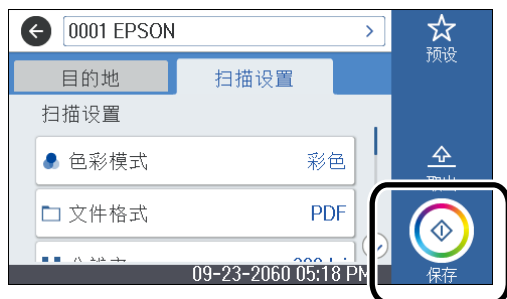 0001 EPSON
预设
目的地
扫描设置
扫描设置
色彩模式
彩色
文件格式
PDF
09-23-2060 05:18 PM
保存